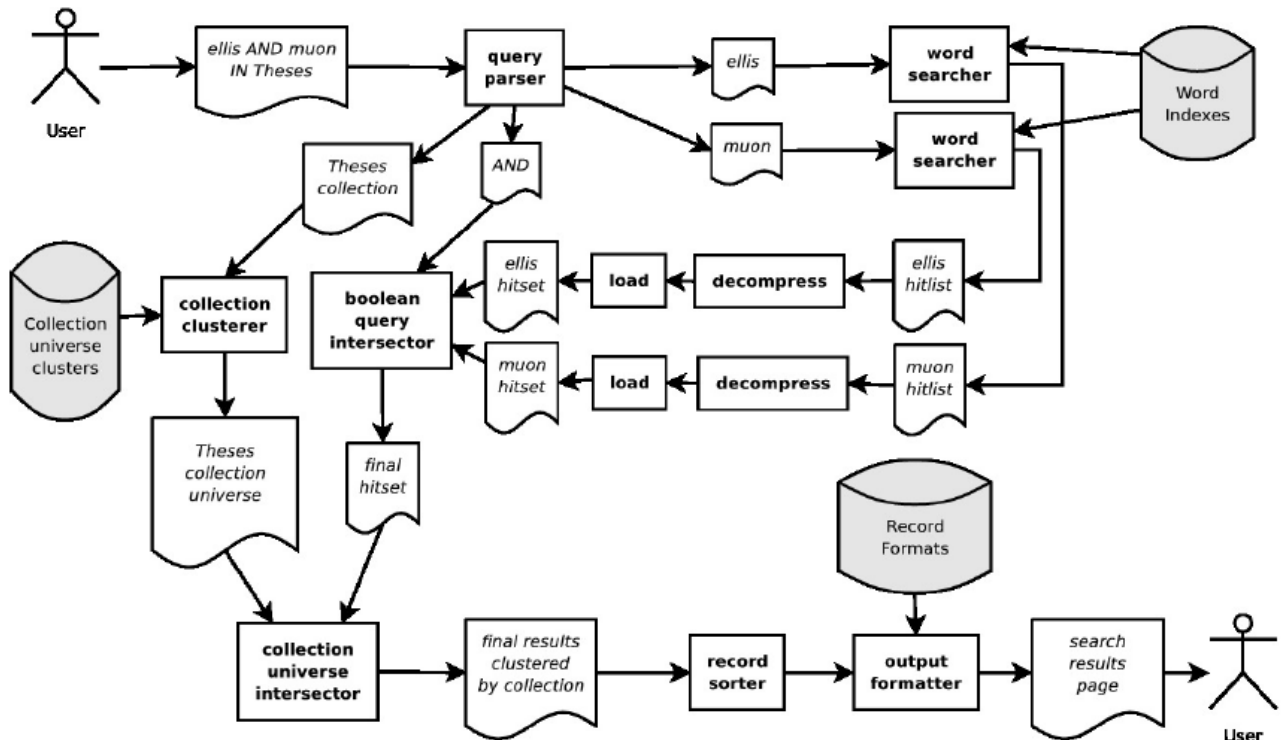 ellis AND muon
IN Theses
query
parser
ellis
word
searcher
Word
Indexes
User
muon
word
searcher
Theses
collection
AND
Collection
universe
clusters
collection
clusterer
boolean
query
intersector
ellis
hitset
load
decompress
ellis
hitlist
muon
hitset
load
decompress
muon
hitlist
Theses
collection
universe
final
hitset
Record
Formats
collection
universe
intersector
final results
clustered
by collection
record
sorter
output
formatter
search
results
page
User